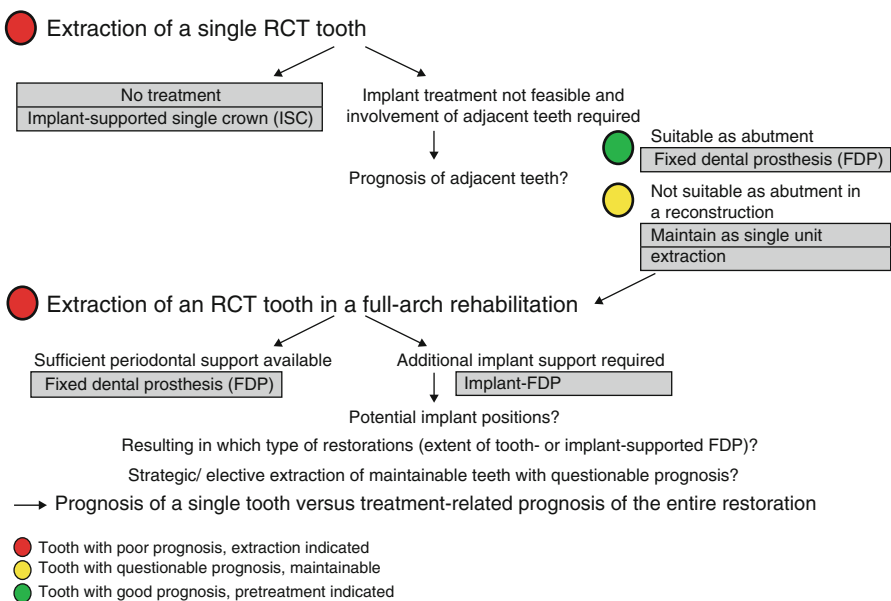 Extraction of a single RCT tooth
No treatment
Implant-supported single crown (ISC)
Implant treatment not feasible and
involvement of adjacent teeth required
Prognosis of adjacent teeth?
Suitable as abutment
Fixed dental prosthesis (FDP)
Not suitable as abutment in
a reconstruction
Maintain as single unit
extraction
Extraction of an RCT tooth in a full-arch rehabilitation
Sufficient periodontal support available
Fixed dental prosthesis (FDP)
Additional implant support required
Implant-FDP
Potential implant positions?
Resulting in which type of restorations (extent of tooth- or implant-supported FDP)?
Strategic/ elective extraction of maintainable teeth with questionable prognosis?
Prognosis of a single tooth versus treatment-related prognosis of the entire restoration
Tooth with poor prognosis, extraction indicated
Tooth with questionable prognosis, maintainable
Tooth with good prognosis, pretreatment indicated